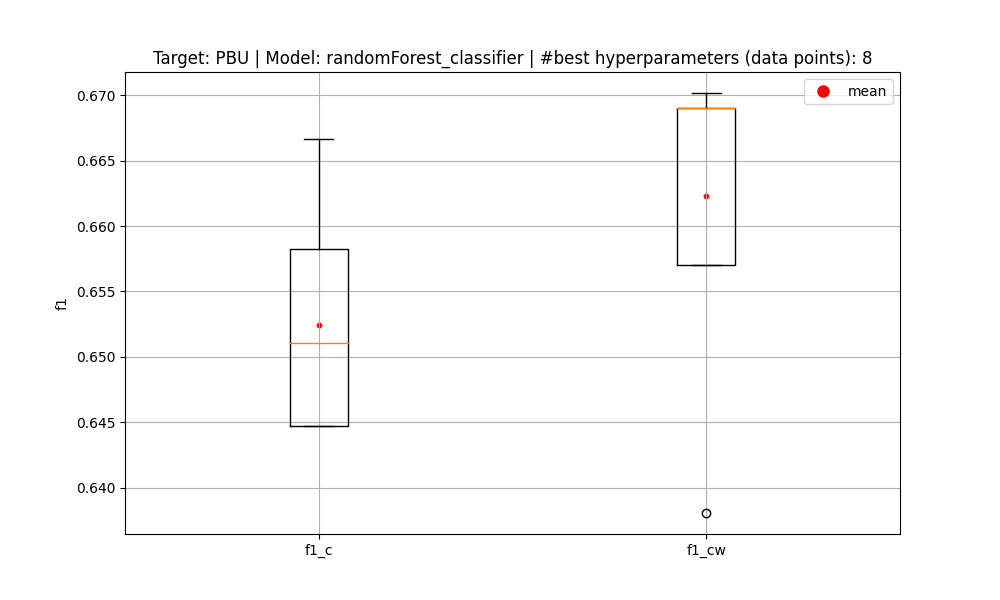 Target: PBU | Model: randomForest_classifier | #best hyperparameters (data points): 8
mean
0.670
0.665
0.660
0.655
0.650
0.645
0.640
f1
f1_c
f1_cw